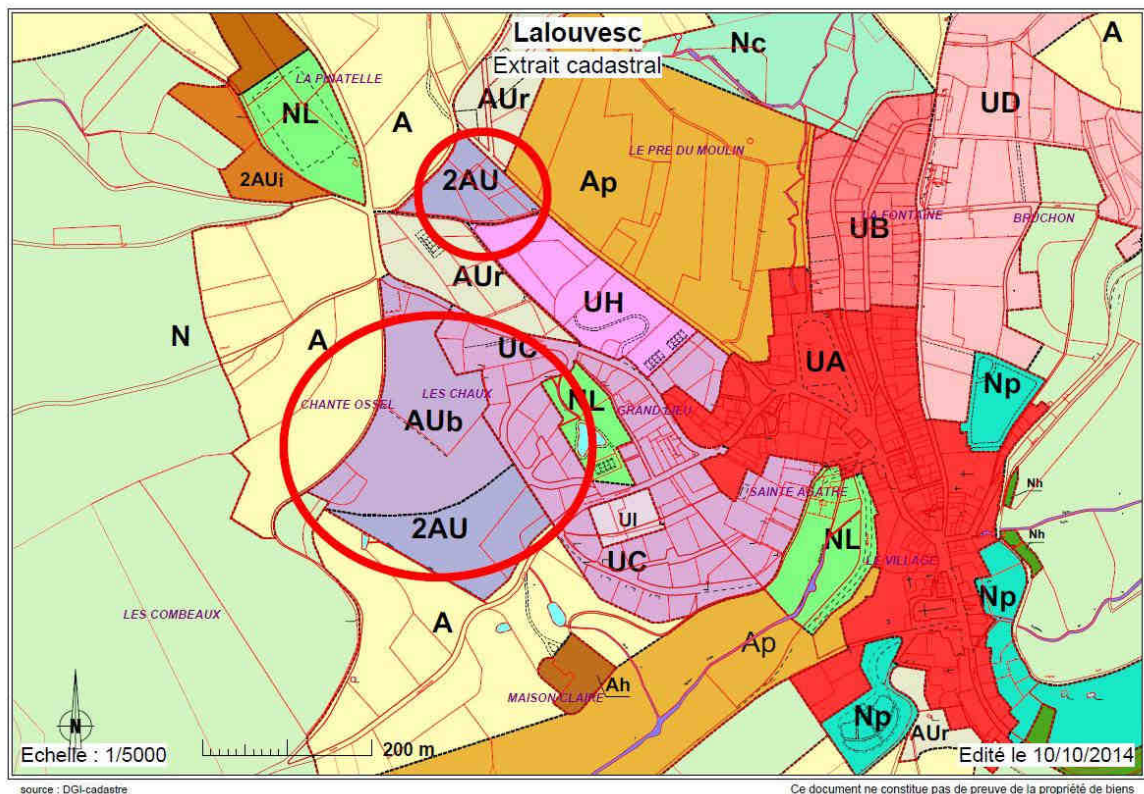 Lalouvesc
Extrait cadastral
Nc
A
LA PINATELLE
AUr
UD
NL
A
LE PRE DU MOULIN
2AUi
2AU
Ap
LA FONTAINE
BRUCHON
UB
AUr
UH
N
A
UC
UA
Np
LES CHAUX
CHANTE OSSEL
NL
GRAND LIEU
AUb
SAINTE AGATHE
Nh
2AU
UI
NL
Nh
UC
LE VILLAGE
LES COMBEAUX
A
Np
Ap
Ah
MAISON CLAIRE
Np
AUr
N
Echelle : 1/5000
200 m
Edité le 10/10/2014
source : DGI-cadastre
Ce document ne constitue pas de preuve de la propriété de biens